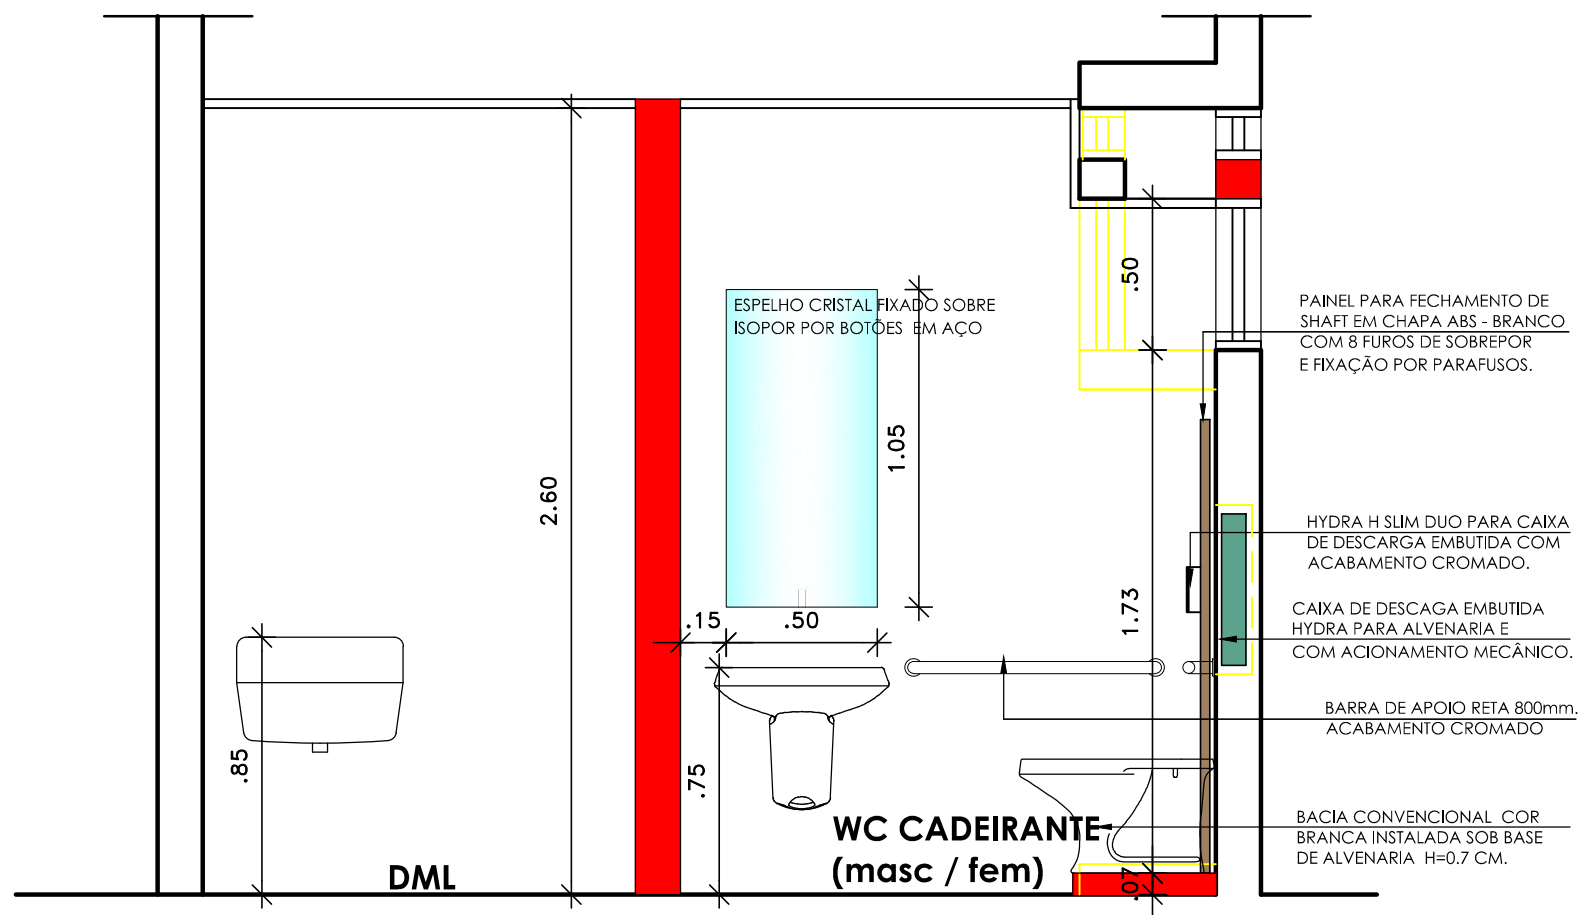 .50
PAINEL PARA FECHAMENTO DE
SHAFT EM CHAPA ABS - BRANCO
COM 8 FUROS DE SOBREPOR
E FIXAÇÃO POR PARAFUSOS.
ESPELHO CRISTAL FIXADO SOBRE
ISOPOR POR BOTÕES EM AÇO
1.05
2.60
HYDRA H SLIM DUO PARA CAIXA
DE DESCARGA EMBUTIDA COM
ACABAMENTO CROMADO.
.15
.50
1.73
CAIXA DE DESCAGA EMBUTIDA
HYDRA PARA ALVENARIA E
COM ACIONAMENTO MECÂNICO.
.85
.75
BARRA DE APOIO RETA 800mm.
ACABAMENTO CROMADO
WC CADEIRANTE
(masc / fem)
BACIA CONVENCIONAL COR
BRANCA INSTALADA SOB BASE
DE ALVENARIA H=0.7 CM.
DML
.07